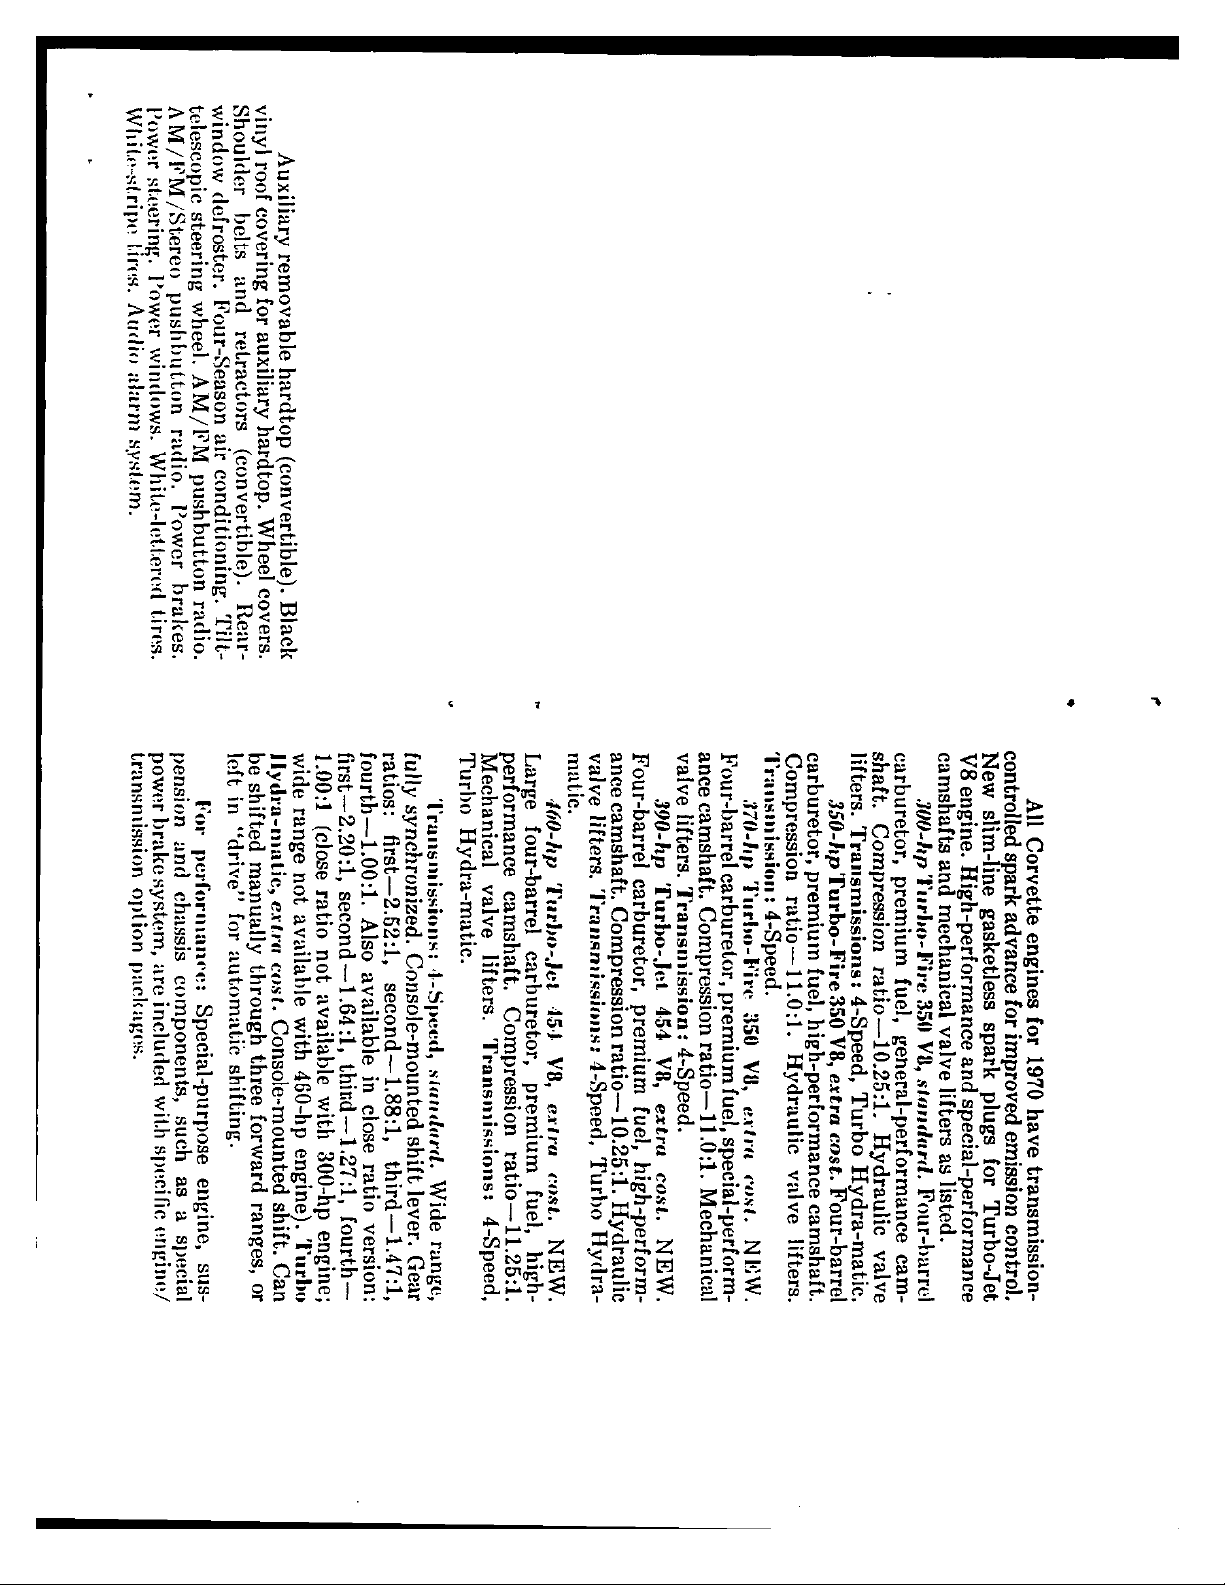 Auxiliary removable hardtop (convertible). Black
vinyl roof covering for auxiliary hardtop. Wheel covers.
Shoulder belts and retractors (convertible). Rear-
window defroster. Four-Season air conditioning. Tilt-
telescopic steering wheel. AM/FM pushbutton radio.
AM/FM/Stereo pushbutton radio. Power brakes.
Power steering. Power windows. White-lettered tires.
White-stripe tires. Audio alarm system.
All Corvette engines for 1970 have transmission-
controlled spark advance for improved emission control.
New slim-line gasketless spark plugs for Turbo-Jet
V8 engine. High-performance and special-performance
camshafts and mechanical valve lifters as listed.
300-hp Turbo-Fire 350 V8, standard. Four-barrel
carburetor, premium fuel, general-performance cam-
shaft. Compression ratio—10.25:1. Hydraulic valve
lifters. Transmissions: 4-Speed, Turbo Hydra-matic.
350-hp Turbo-Fire 350 V8, extra cost. Four-barrel
carburetor, premium fuel, high-performance camshaft.
Compression ratio—11.0:1. Hydraulic valve lifters.
Transmission: 4-Speed.
370-hp Turbo-Fire 350 V8, extra cost. NEW.
Four-barrel carburetor, premium fuel, special-perform-
ance camshaft. Compression ratio—11.0:1. Mechanical
valve lifters. Transmission: 4-Speed.
390-hp Turbo-Jet 454 V8, extra cost. NEW.
Four-barrel carburetor, premium fuel, high-perform-
ance camshaft. Compression ratio—10.25:1 Hydraulic
valve lifters. Transmissions: 4-Speed, Turbo Hydra-
matic.
460-hp Turbo-Jet 454 V8, extra cost. NEW.
Large four-barrel carburetor, premium fuel, high-
performance camshaft. Compression ratio—11.25:1.
Mechanical valve lifters. Transmissions: 4-Speed,
Turbo Hydra-matic.
Transmissions: 4-Speed, standard. Wide range,
fully synchronized. Console-mounted shift lever. Gear
ratios: first—2.52:1, second—1.88:1, third—1.47:1,
fourth—1.00:1. Also available in close ratio version:
first—2.20:1, second—1.64:1, third—1.27:1, fourth—
1.00:1 (close ratio not available with 300-hp engine;
wide range not available with 460-hp engine). Turbo
Hydra-matic, extra cost. Console-mounted shift. Can
be shifted manually through three forward ranges, or
left in “drive” for automatic shifting.
For performance: Special-purpose engine, sus-
pension and chassis components, such as a special
power brake system, are included with specific engine/
transmission option packages.